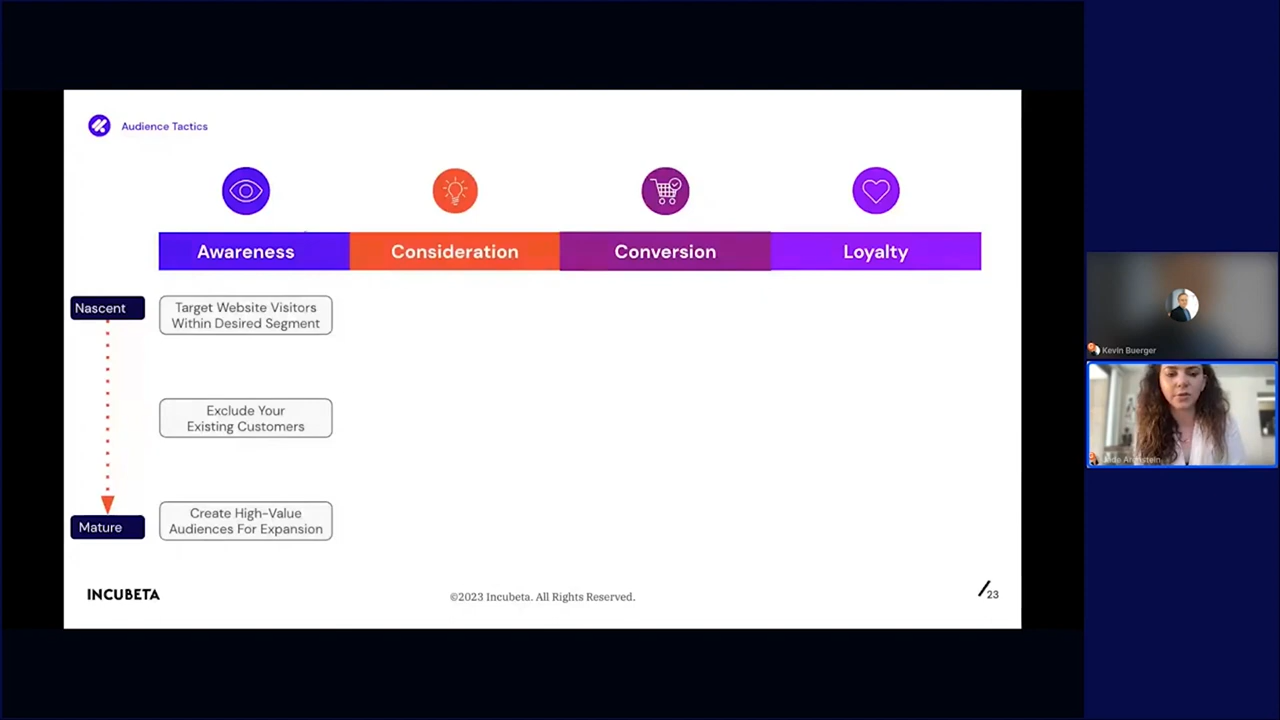 Audience Tactics
Awareness
Consideration
Conversion
Loyalty
Nascent
Target Website Visitors
Within Desired Segment
Exclude Your
Existing Customers
Mature
Create High-Value
Audiences For Expansion
INCUBETA
©2023 Incubeta. All Rights Reserved.
23
Kevin Buerger